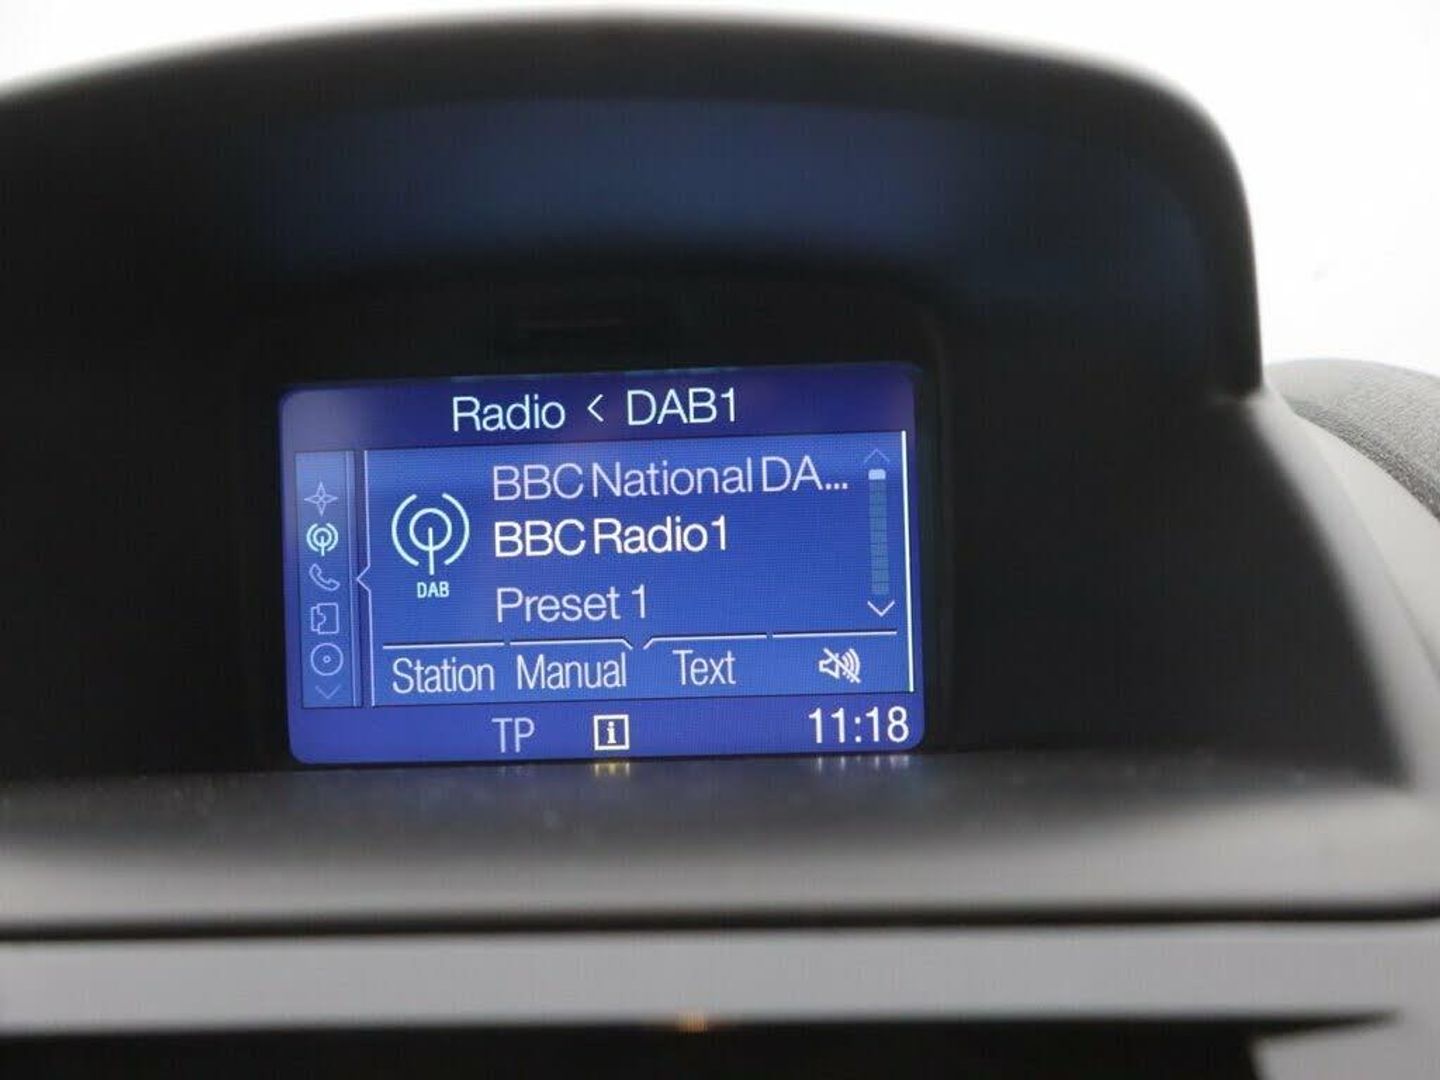 Radio < DAB1
BBC National DA...
BBC Radio1
DAB
Preset 1
Station Manual Text
TP i 11:18